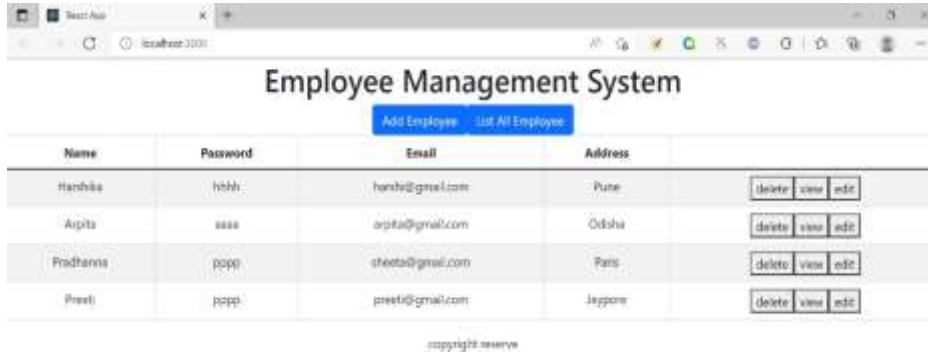 React App
localhost:3000
Employee Management System
Add Employee List All Employee
Name Password Email Address
Harshika hhhh harshi@gmail.com Pune delete view edit
Arpita aaaa arpita@gmail.com Odisha delete view edit
Pradhanna pppp sheeta@gmail.com Paris delete view edit
Preeti pppp preeti@gmail.com Jeypore delete view edit
copyright reserve